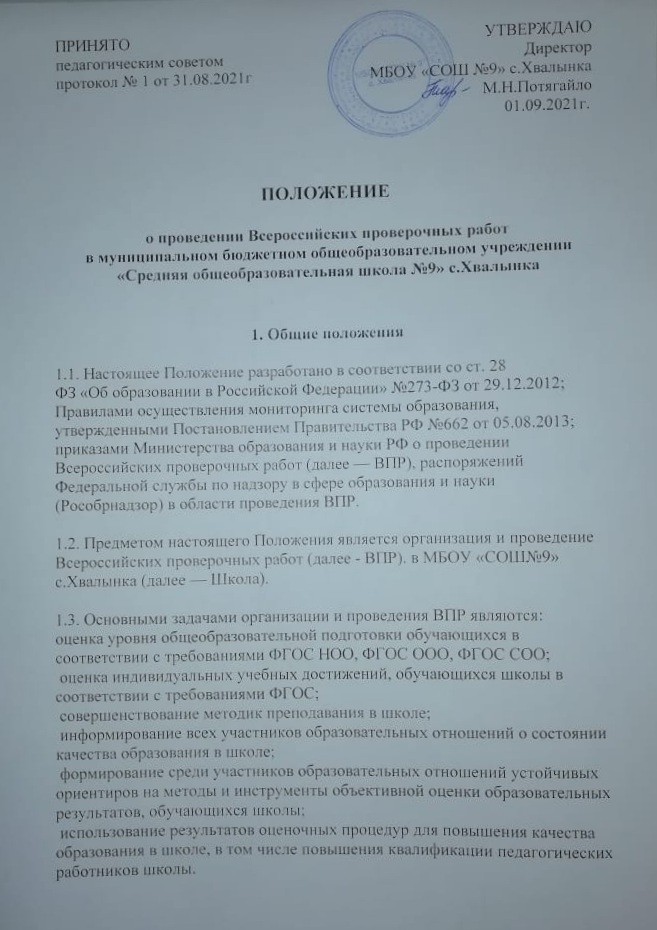 ПРИНЯТО
педагогическим советом
протокол № 1 от 31.08.2021г
УТВЕРЖДАЮ
Директор
МБОУ «СОШ №9» с.Хвалынка
М.Н.Потягайло
01.09.2021г.
ПОЛОЖЕНИЕ
о проведении Всероссийских проверочных работ
в муниципальном бюджетном общеобразовательном учреждении
«Средняя общеобразовательная школа №9» с.Хвалынка
1. Общие положения
1.1. Настоящее Положение разработано в соответствии со ст. 28
ФЗ «Об образовании в Российской Федерации» №273-ФЗ от 29.12.2012;
Правилами осуществления мониторинга системы образования,
утвержденными Постановлением Правительства РФ №662 от 05.08.2013;
приказами Министерства образования и науки РФ о проведении
Всероссийских проверочных работ (далее — ВПР), распоряжений
Федеральной службы по надзору в сфере образования и науки
(Рособрнадзор) в области проведения ВПР.
1.2. Предметом настоящего Положения является организация и проведение
Всероссийских проверочных работ (далее - ВПР). в МБОУ «СОШ№9»
с.Хвалынка (далее — Школа).
1.3. Основными задачами организации и проведения ВПР являются:
оценка уровня общеобразовательной подготовки обучающихся в
соответствии с требованиями ФГОС НОО, ФГОС ООО, ФГОС СОО;
оценка индивидуальных учебных достижений, обучающихся школы в
соответствии с требованиями ФГОС;
совершенствование методик преподавания в школе;
информирование всех участников образовательных отношений о состоянии
качества образования в школе;
формирование среди участников образовательных отношений устойчивых
ориентиров на методы и инструменты объективной оценки образовательных
результатов, обучающихся школы;
использование результатов оценочных процедур для повышения качества
образования в школе, в том числе повышения квалификации педагогических
работников школы.